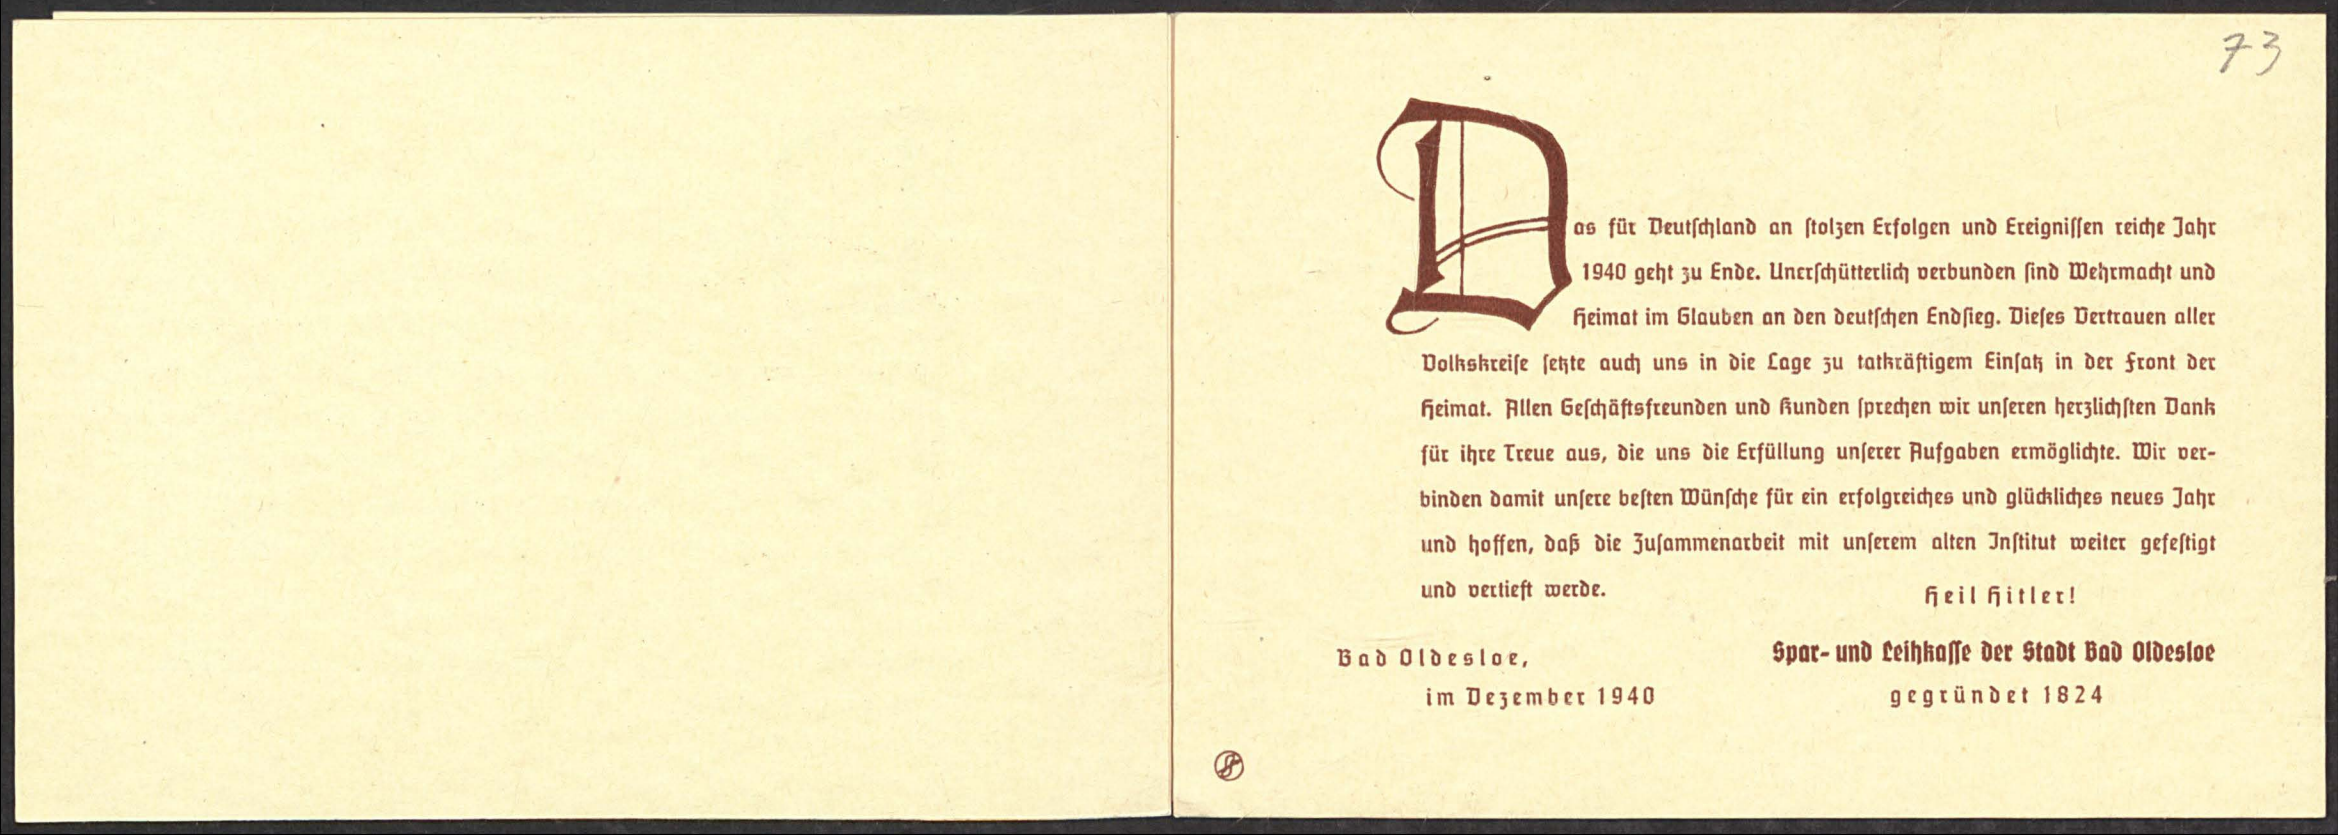 73
Das für Deutschland an stolzen Erfolgen und Ereignissen reiche Jahr
1940 geht zu Ende. Unerschütterlich verbunden sind Wehrmacht und
Heimat im Glauben an den deutschen Endsieg. Dieses Vertrauen aller
Volkskreise setzte auch uns in die Lage zu tatkräftigem Einsatz in der Front der
Heimat. Allen Geschäftsfreunden und Kunden sprechen wir unseren herzlichsten Dank
für ihre Treue aus, die uns die Erfüllung unserer Aufgaben ermöglichte. Wir ver-
binden damit unsere besten Wünsche für ein erfolgreiches und glückliches neues Jahr
und hoffen, daß die Zusammenarbeit mit unserem alten Institut weiter gefestigt
und vertieft werde.
Heil Hitler!
Bad Oldesloe,
im Dezember 1940
Spar- und Leihkasse der Stadt Bad Oldesloe
gegründet 1824